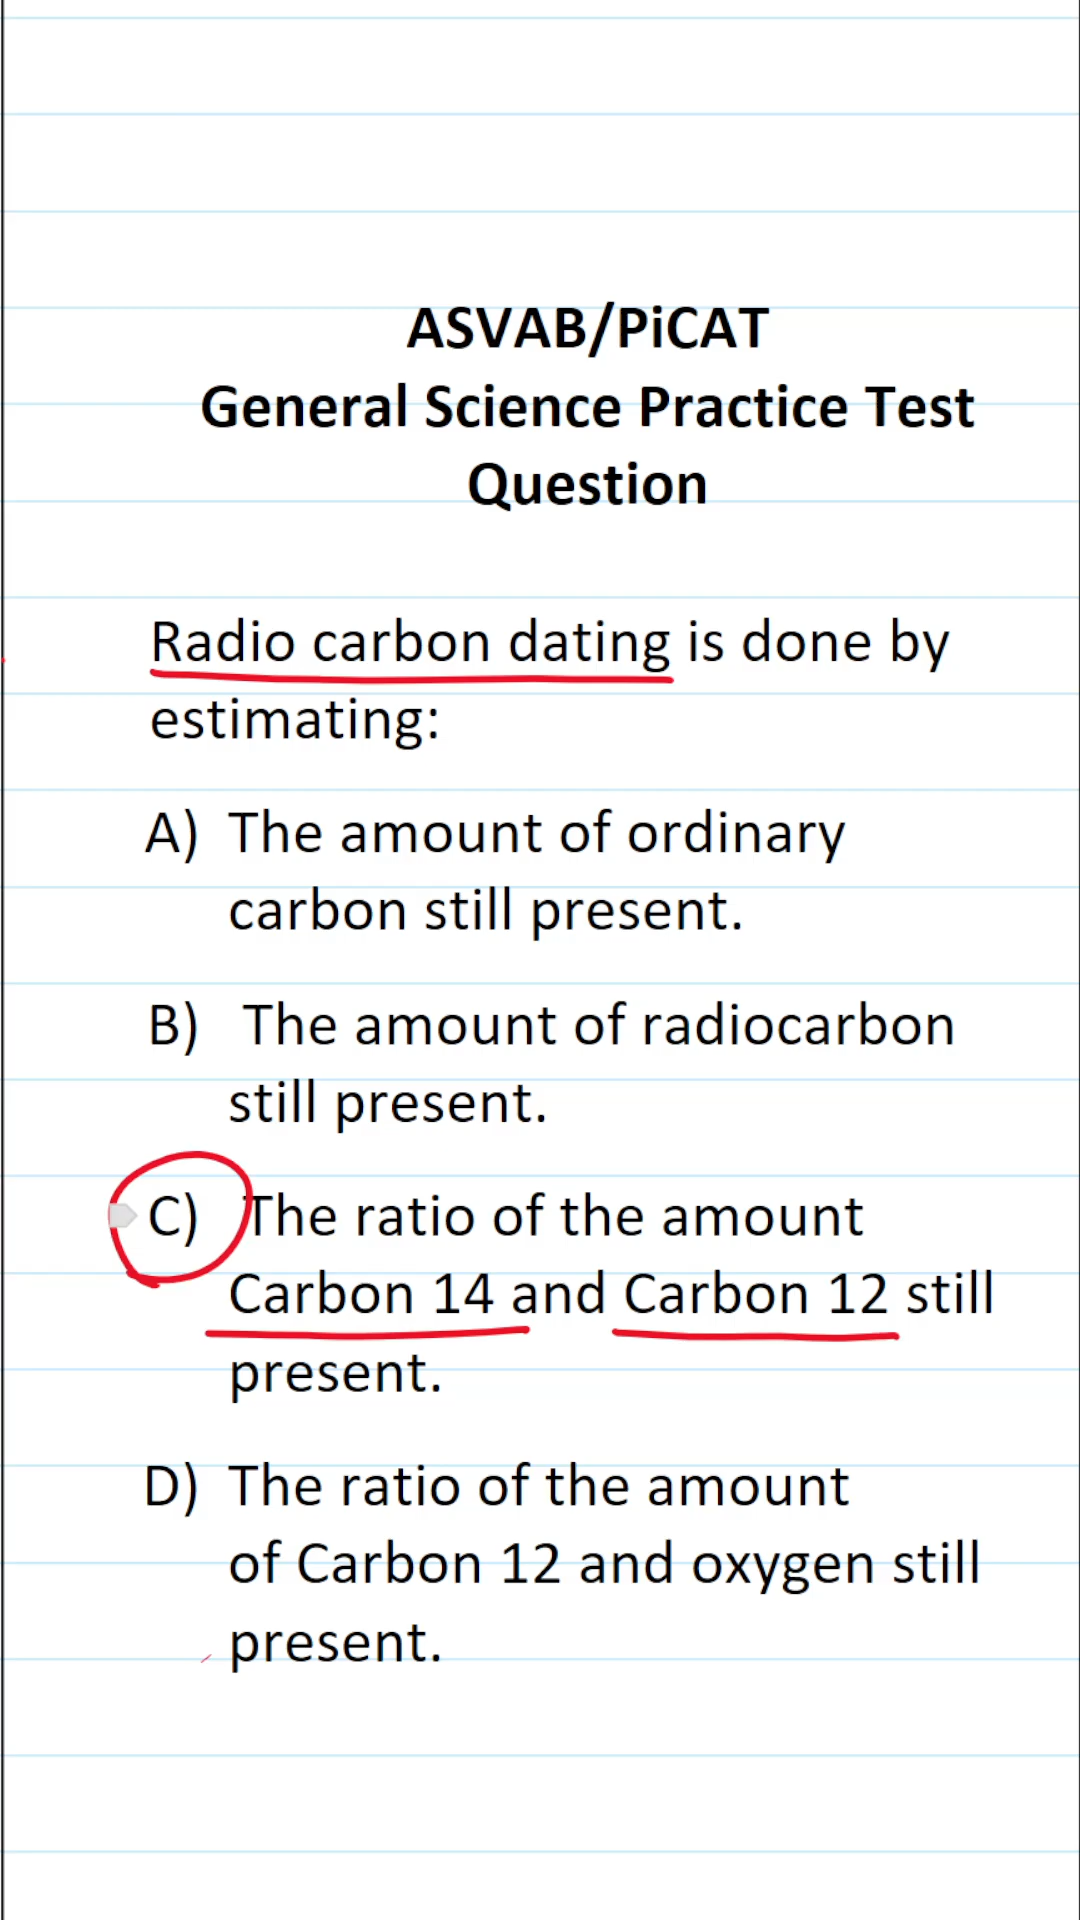 ASVAB/PiCAT
General Science Practice Test
Question
Radio carbon dating is done by
estimating:
A) The amount of ordinary
carbon still present.
B) The amount of radiocarbon
still present.
C) The ratio of the amount
Carbon 14 and Carbon 12 still
present.
D) The ratio of the amount
of Carbon 12 and oxygen still
present.